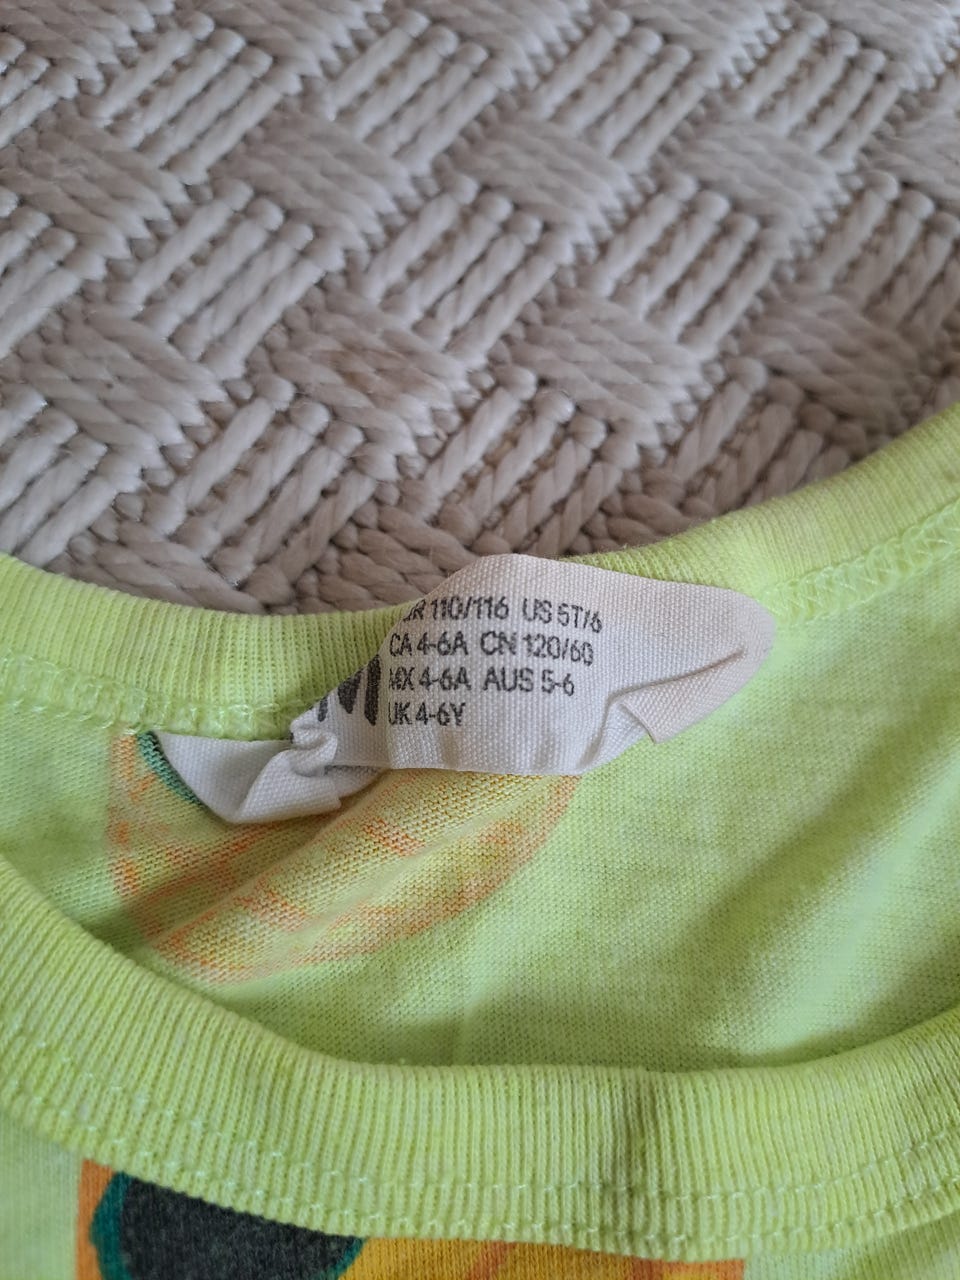 R 110/116 US 5T/6
CA 4-6A CN 120/60
MX 4-6A AUS 5-6
UK 4-6Y
M